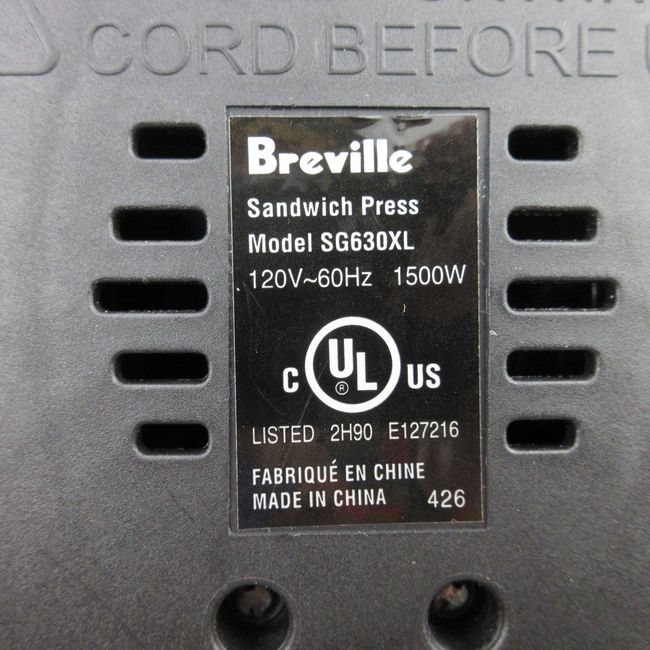 CORD BEFORE
Breville
Sandwich Press
Model SG630XL
120V~60Hz 1500W
C UL® US
LISTED 2H90 E127216
FABRIQUÉ EN CHINE
MADE IN CHINA 426